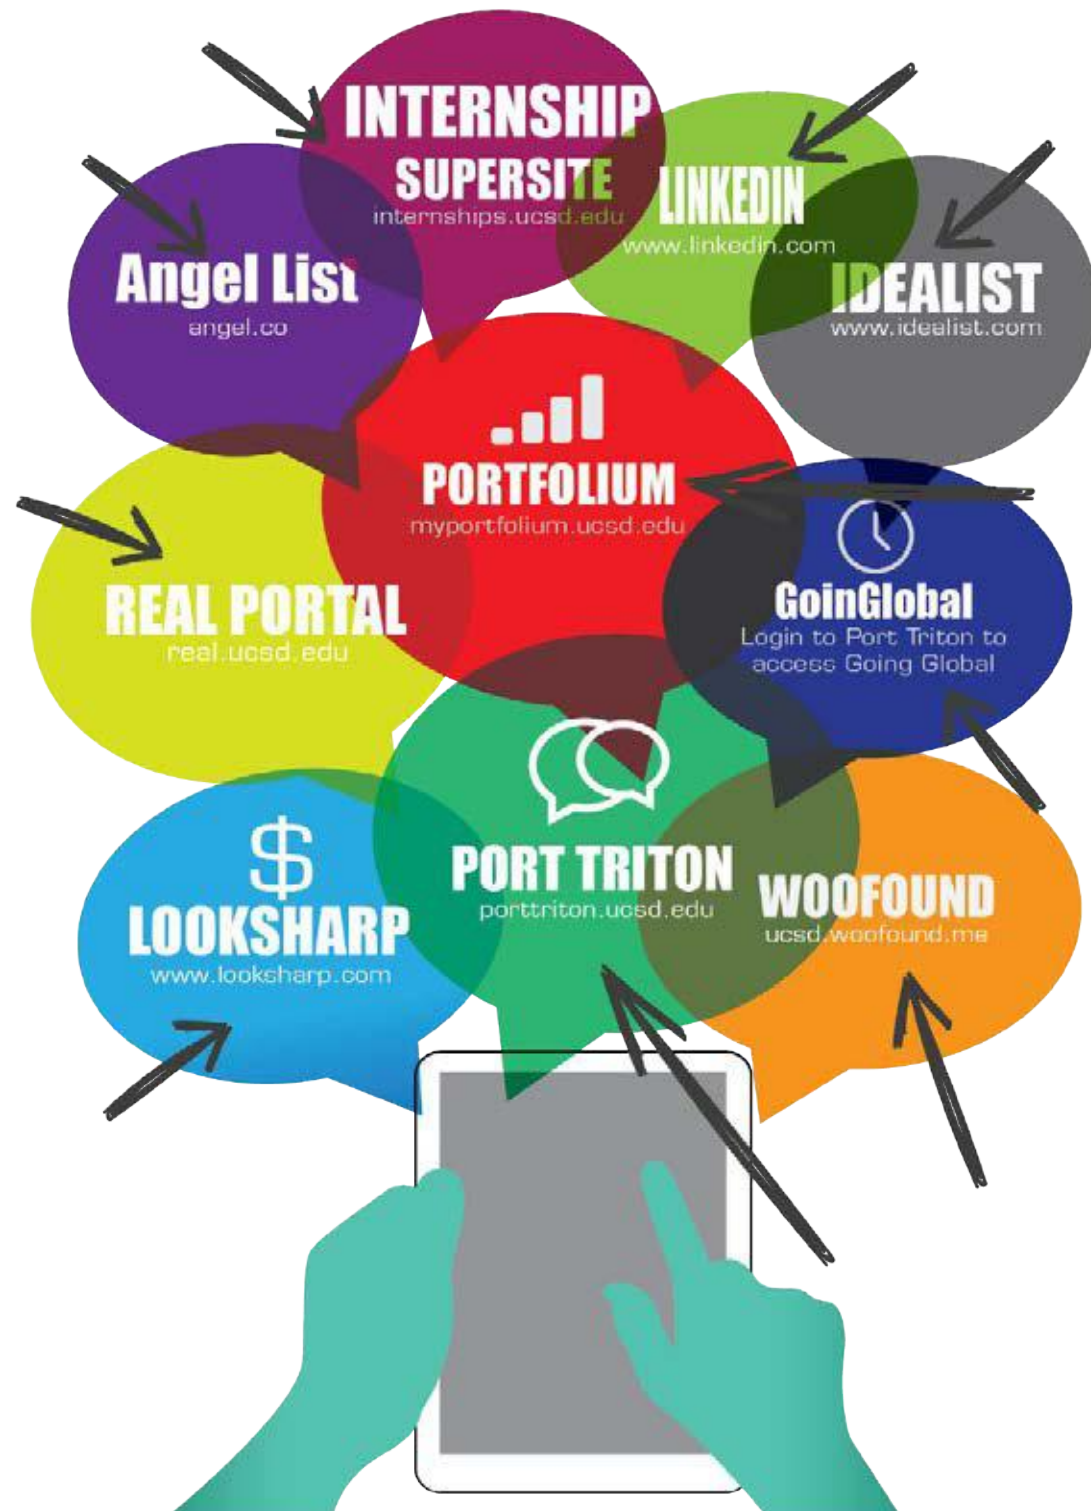 INTERNSHIP
SUPERSITE
internships.ucsd.edu
LINKEDIN
www.linkedin.com
Angel List
angel.co
IDEALIST
www.idealist.com
PORTFOLIUM
myportfolium.ucsd.edu
REAL PORTAL
real.ucsd.edu
GoinGlobal
Login to Port Triton to
access Going Global
$
LOOKSHARP
www.looksharp.com
PORT TRITON
porttriton.ucsd.edu
WOOFOUND
ucsd.woofound.me